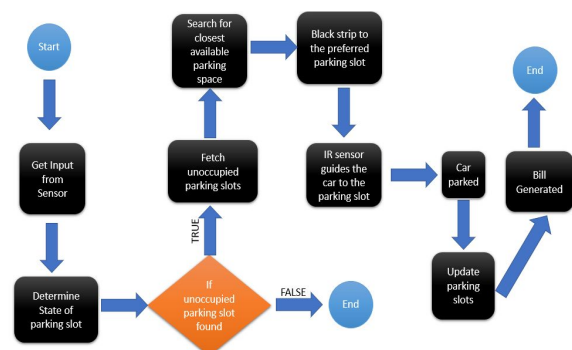 Start
Get Input
from
Sensor
Determine
State of
parking slot
If
unoccupied
parking slot
found
TRUE
FALSE
End
Fetch
unoccupied
parking slots
Search for
closest
available
parking
space
Black strip to
the preferred
parking slot
IR sensor
guides the
car to the
parking slot
Car
parked
Update
parking
slots
Bill
Generated
End